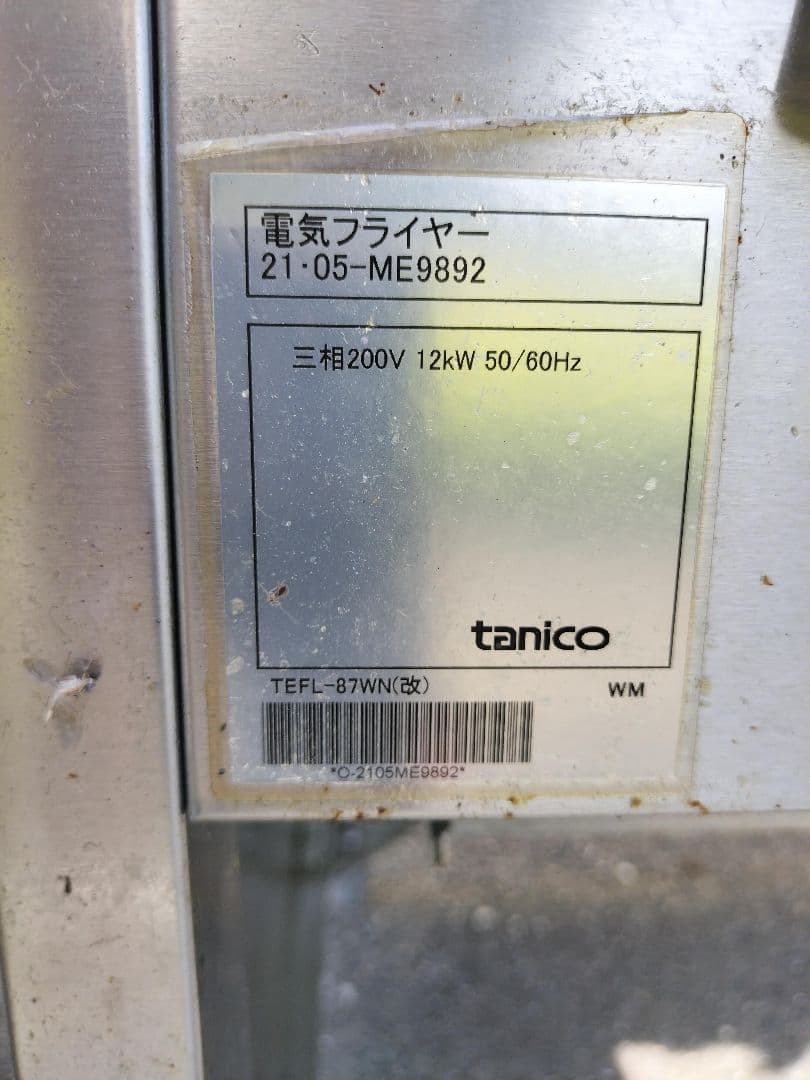 電気フライヤー
21·05-ME9892
三相200V 12kW 50/60Hz
tanico
TEFL-87WN(改)
WM
*O-2105ME9892*